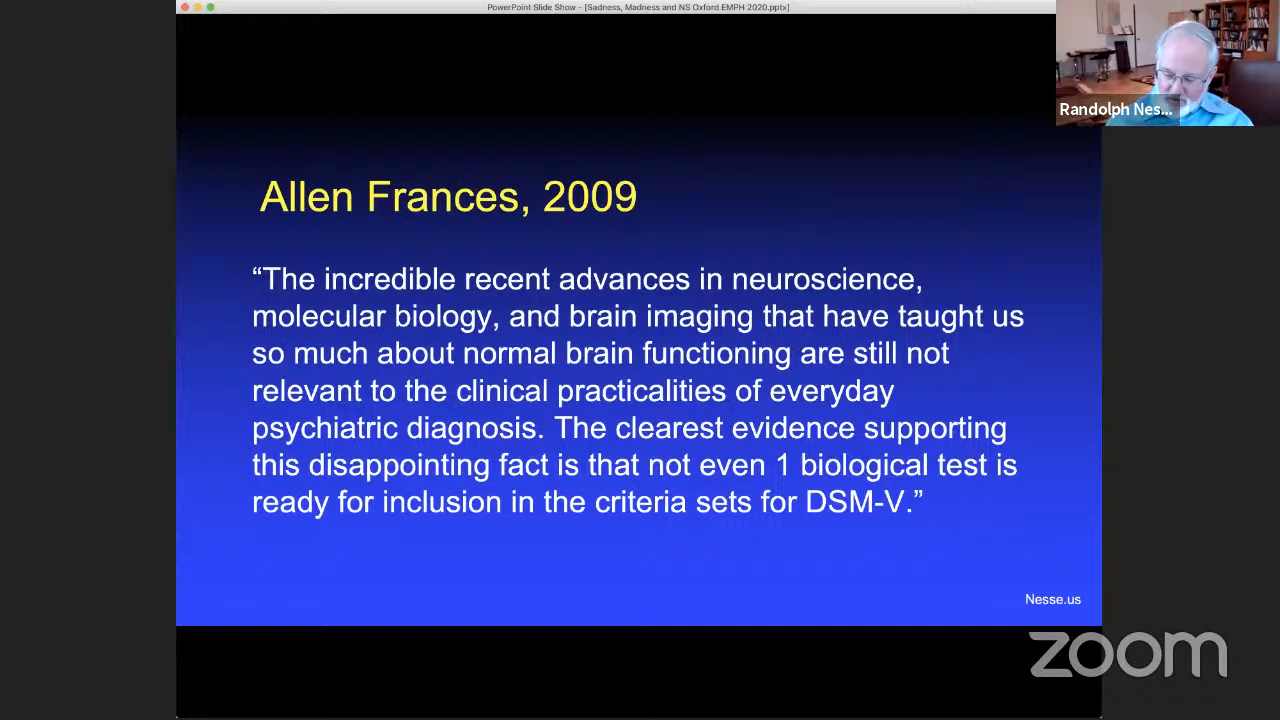 PowerPoint Slide Show - [Sadness, Madness and NS Oxford EMPH 2020.pptx]
Randolph Nes...
Allen Frances, 2009
“The incredible recent advances in neuroscience,
molecular biology, and brain imaging that have taught us
so much about normal brain functioning are still not
relevant to the clinical practicalities of everyday
psychiatric diagnosis. The clearest evidence supporting
this disappointing fact is that not even 1 biological test is
ready for inclusion in the criteria sets for DSM-V.”
Nesse.us
zoom